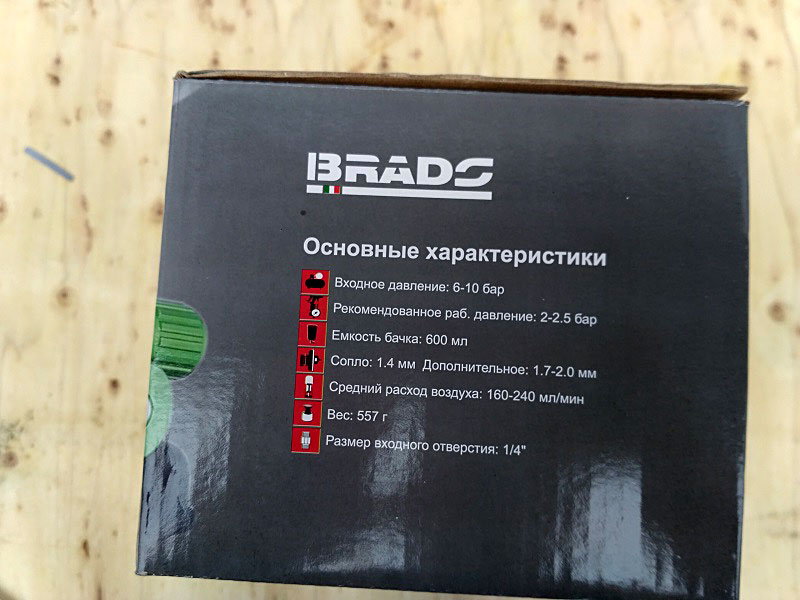 BRADS
Основные характеристики
Входное давление: 6-10 бар
Рекомендованное раб. давление: 2-2.5 бар
Емкость бачка: 600 мл
Сопло: 1.4 мм Дополнительное: 1.7-2.0 мм
Средний расход воздуха: 160-240 мл/мин
Вес: 557 г
Размер входного отверстия: 1/4"